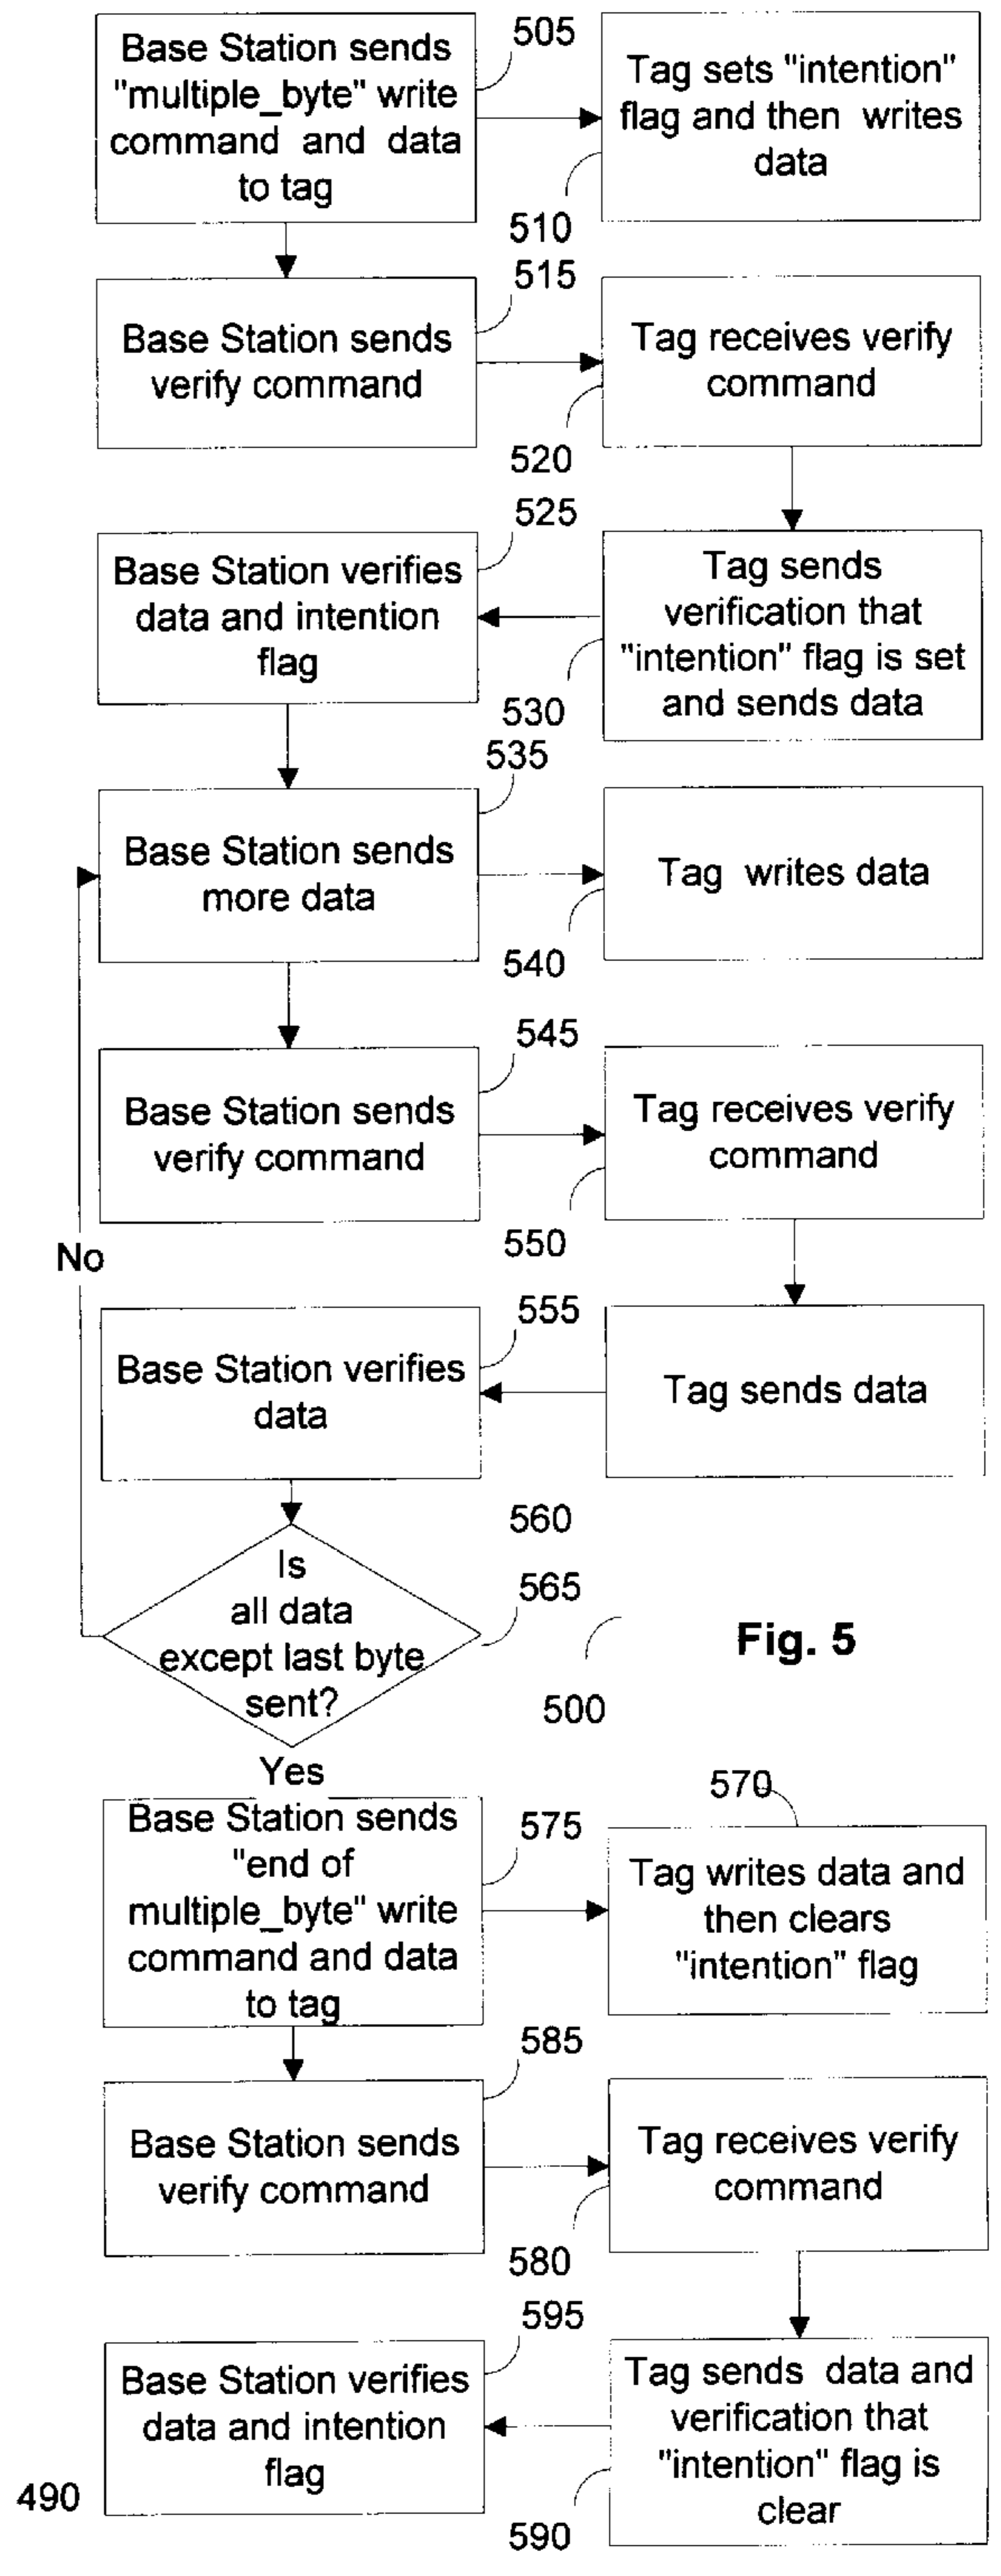 Base Station sends
"multiple_byte" write
command and data
to tag
505
Tag sets "intention"
flag and then writes
data
510
Base Station sends
verify command
515
Tag receives verify
command
520
525
Base Station verifies
data and intention
flag
Tag sends
verification that
"intention" flag is set
and sends data
530
535
Base Station sends
more data
Tag writes data
540
545
Base Station sends
verify command
Tag receives verify
command
550
No
555
Base Station verifies
data
Tag sends data
560
Is
all data
except last byte
sent?
565
Fig. 5
500
Yes
570
Base Station sends
"end of
multiple_byte" write
command and data
to tag
575
Tag writes data and
then clears
"intention" flag
585
Base Station sends
verify command
Tag receives verify
command
580
595
Base Station verifies
data and intention
flag
Tag sends data and
verification that
"intention" flag is
clear
490
590